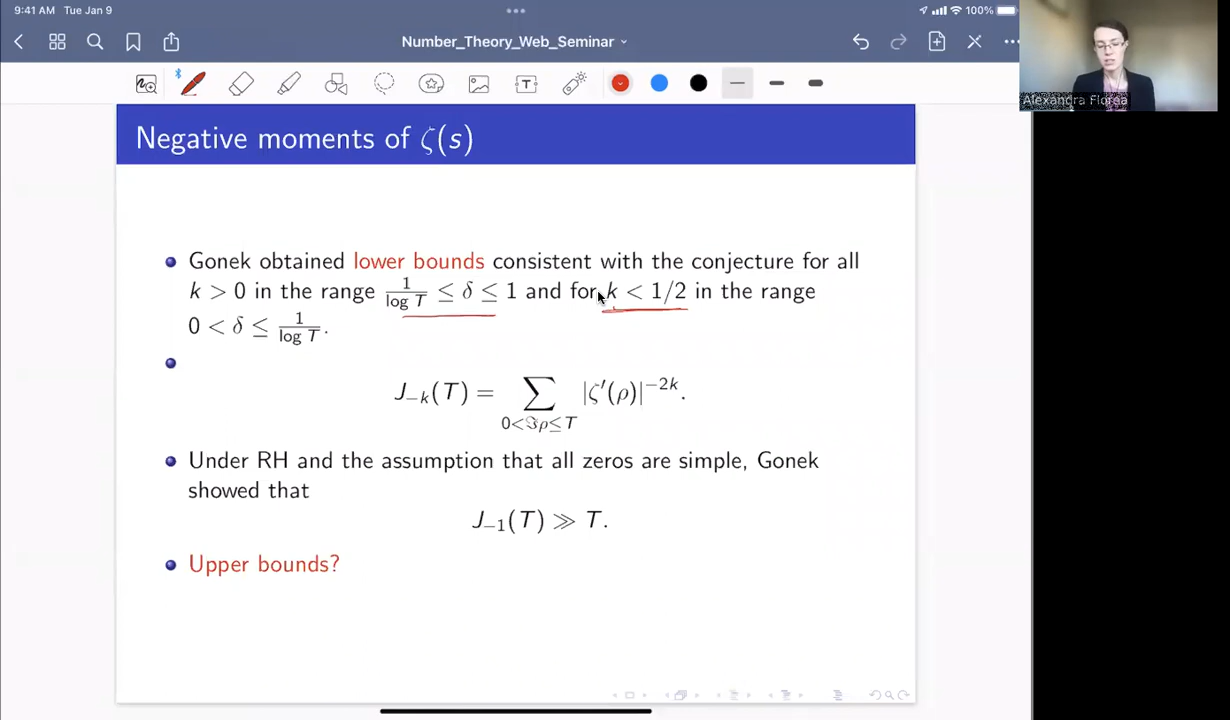 9:41 AM Tue Jan 9
100%
Number_Theory_Web_Seminar
T
Alexandra Florea
Negative moments of ζ(s)
Gonek obtained lower bounds consistent with the conjecture for all
k > 0 in the range 1/log T ≤ δ ≤ 1 and for k < 1/2 in the range
0 < δ ≤ 1/log T.
J₋ₖ(T) = ∑ |ζ′(ρ)|⁻²ᵏ.
0<ℑρ≤T
Under RH and the assumption that all zeros are simple, Gonek
showed that
J₋₁(T) ≫ T.
Upper bounds?